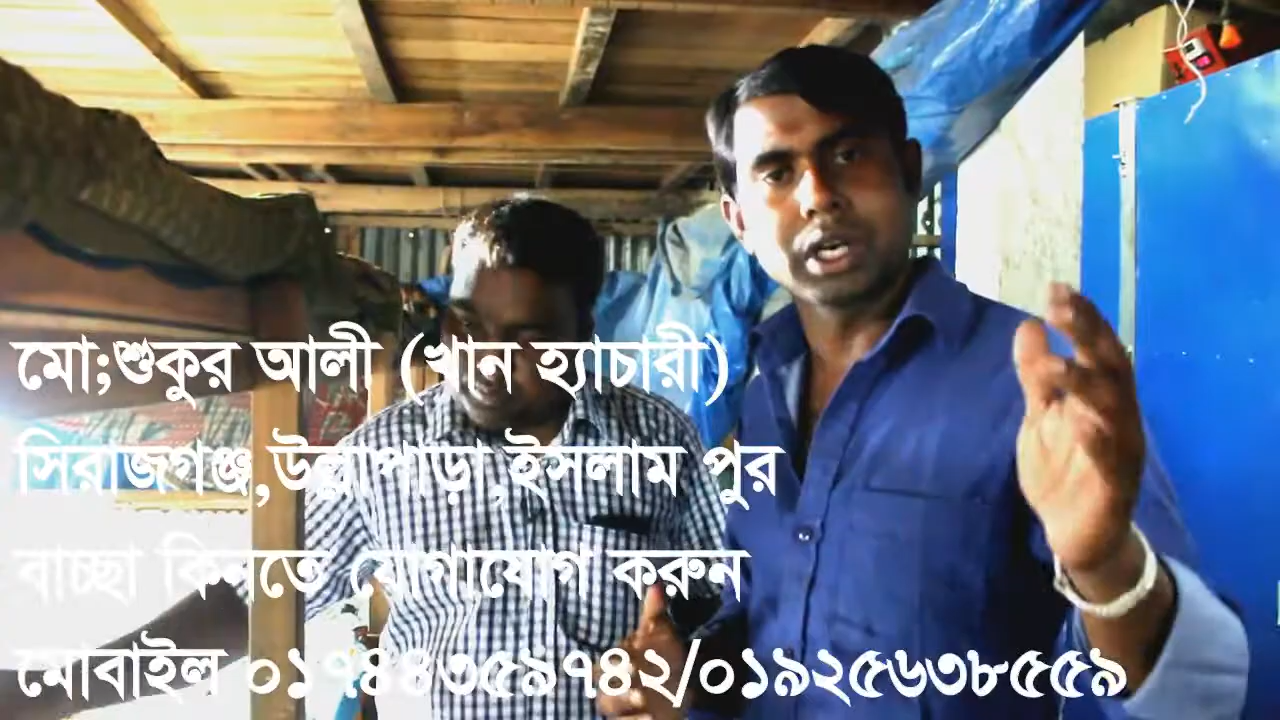 মো;শুকুর আলী (খান হ্যাচারী)
সিরাজগঞ্জ,উল্লাপাড়া,ইসলাম পুর
বাচ্ছা কিনতে যোগাযোগ করুন
মোবাইল ০১৭৪৪৩৫৯৭৪২/০১৯২৫৬৩৮৫৫৯